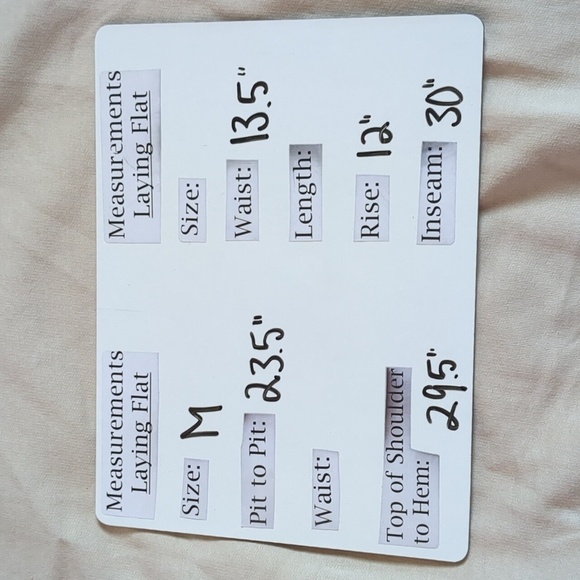 Measurements
Laying Flat
Size: M
Pit to Pit: 23.5"
Waist:
Top of Shoulder
to Hem: 29.5"
Measurements
Laying Flat
Size:
Waist: 13.5"
Length:
Rise: 12"
Inseam: 30"